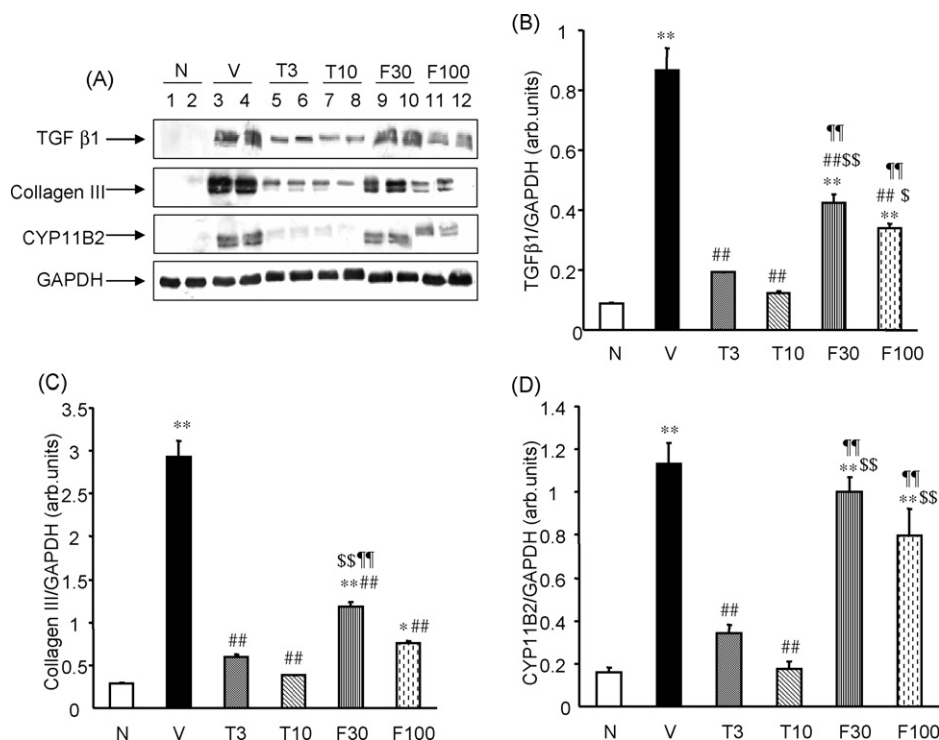 (A)
N V T3 T10 F30 F100
1 2 3 4 5 6 7 8 9 10 11 12
TGF β1
Collagen III
CYP11B2
GAPDH
(B)
TGFβ1/GAPDH (arb.units)
1
0.8
0.6
0.4
0.2
0
**
##
##
¶¶
##$$
**
¶¶
## $
**
N V T3 T10 F30 F100
(C)
Collagen III/GAPDH (arb.units)
3.5
3
2.5
2
1.5
1
0.5
0
**
##
##
$$¶¶
**##
*##
N V T3 T10 F30 F100
(D)
CYP11B2/GAPDH (arb.units)
1.4
1.2
1
0.8
0.6
0.4
0.2
0
**
##
##
¶¶
**$$
¶¶
**$$
N V T3 T10 F30 F100